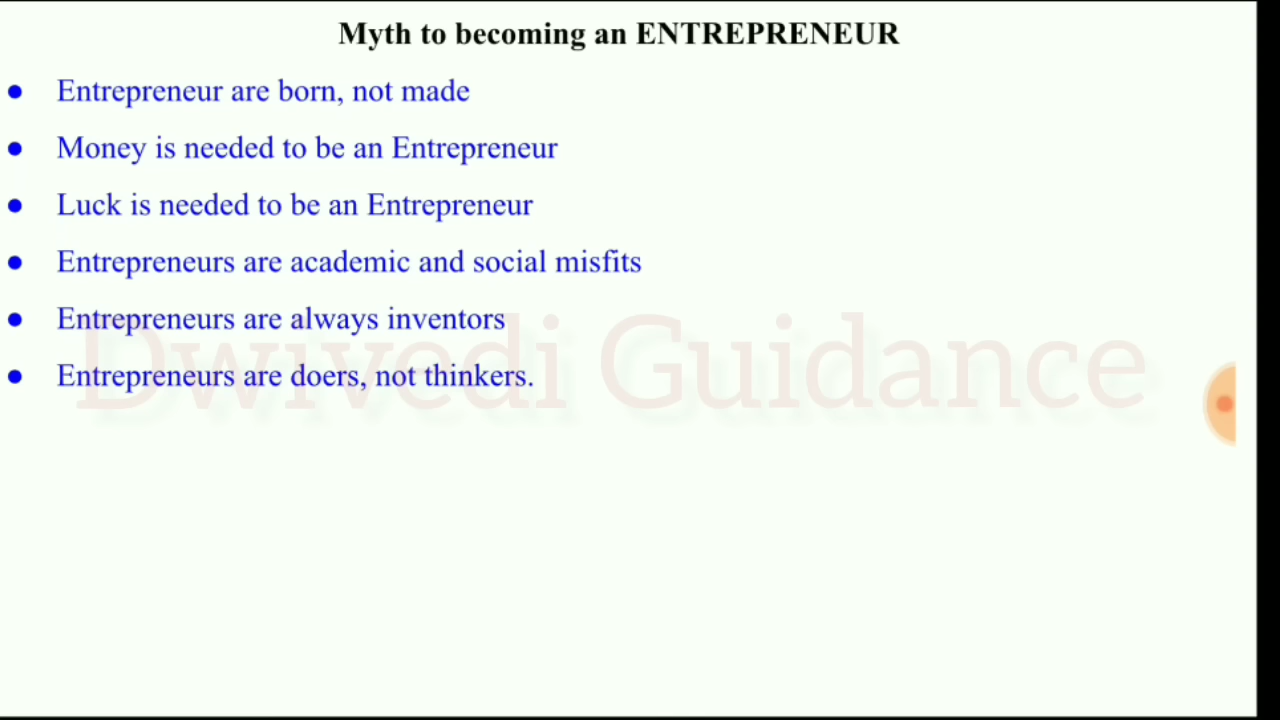 Myth to becoming an ENTREPRENEUR
● Entrepreneur are born, not made
● Money is needed to be an Entrepreneur
● Luck is needed to be an Entrepreneur
● Entrepreneurs are academic and social misfits
● Entrepreneurs are always inventors
● Entrepreneurs are doers, not thinkers.
Dwivedi Guidance